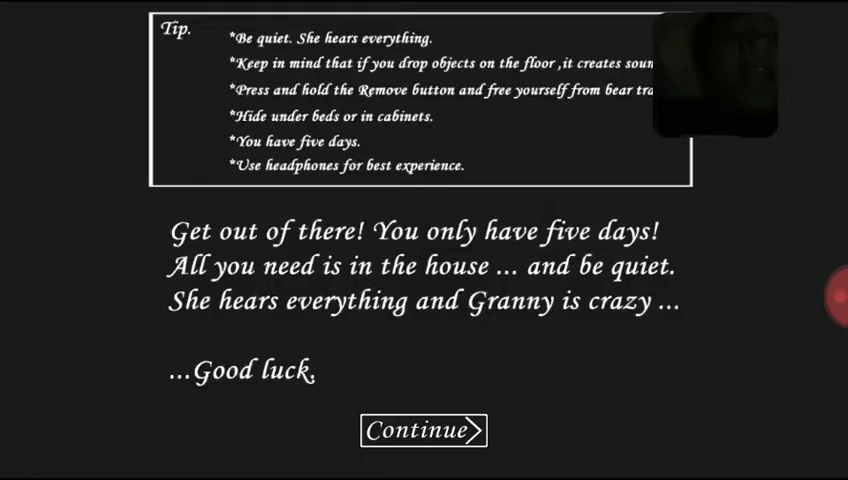 Tip.
*Be quiet. She hears everything.
*Keep in mind that if you drop objects on the floor ,it creates
*Press and hold the Remove button and free yourself from bear
*Hide under beds or in cabinets.
*You have five days.
*Use headphones for best experience.
Get out of there! You only have five days!
All you need is in the house ... and be quiet.
She hears everything and Granny is crazy ...
...Good luck.
Continue